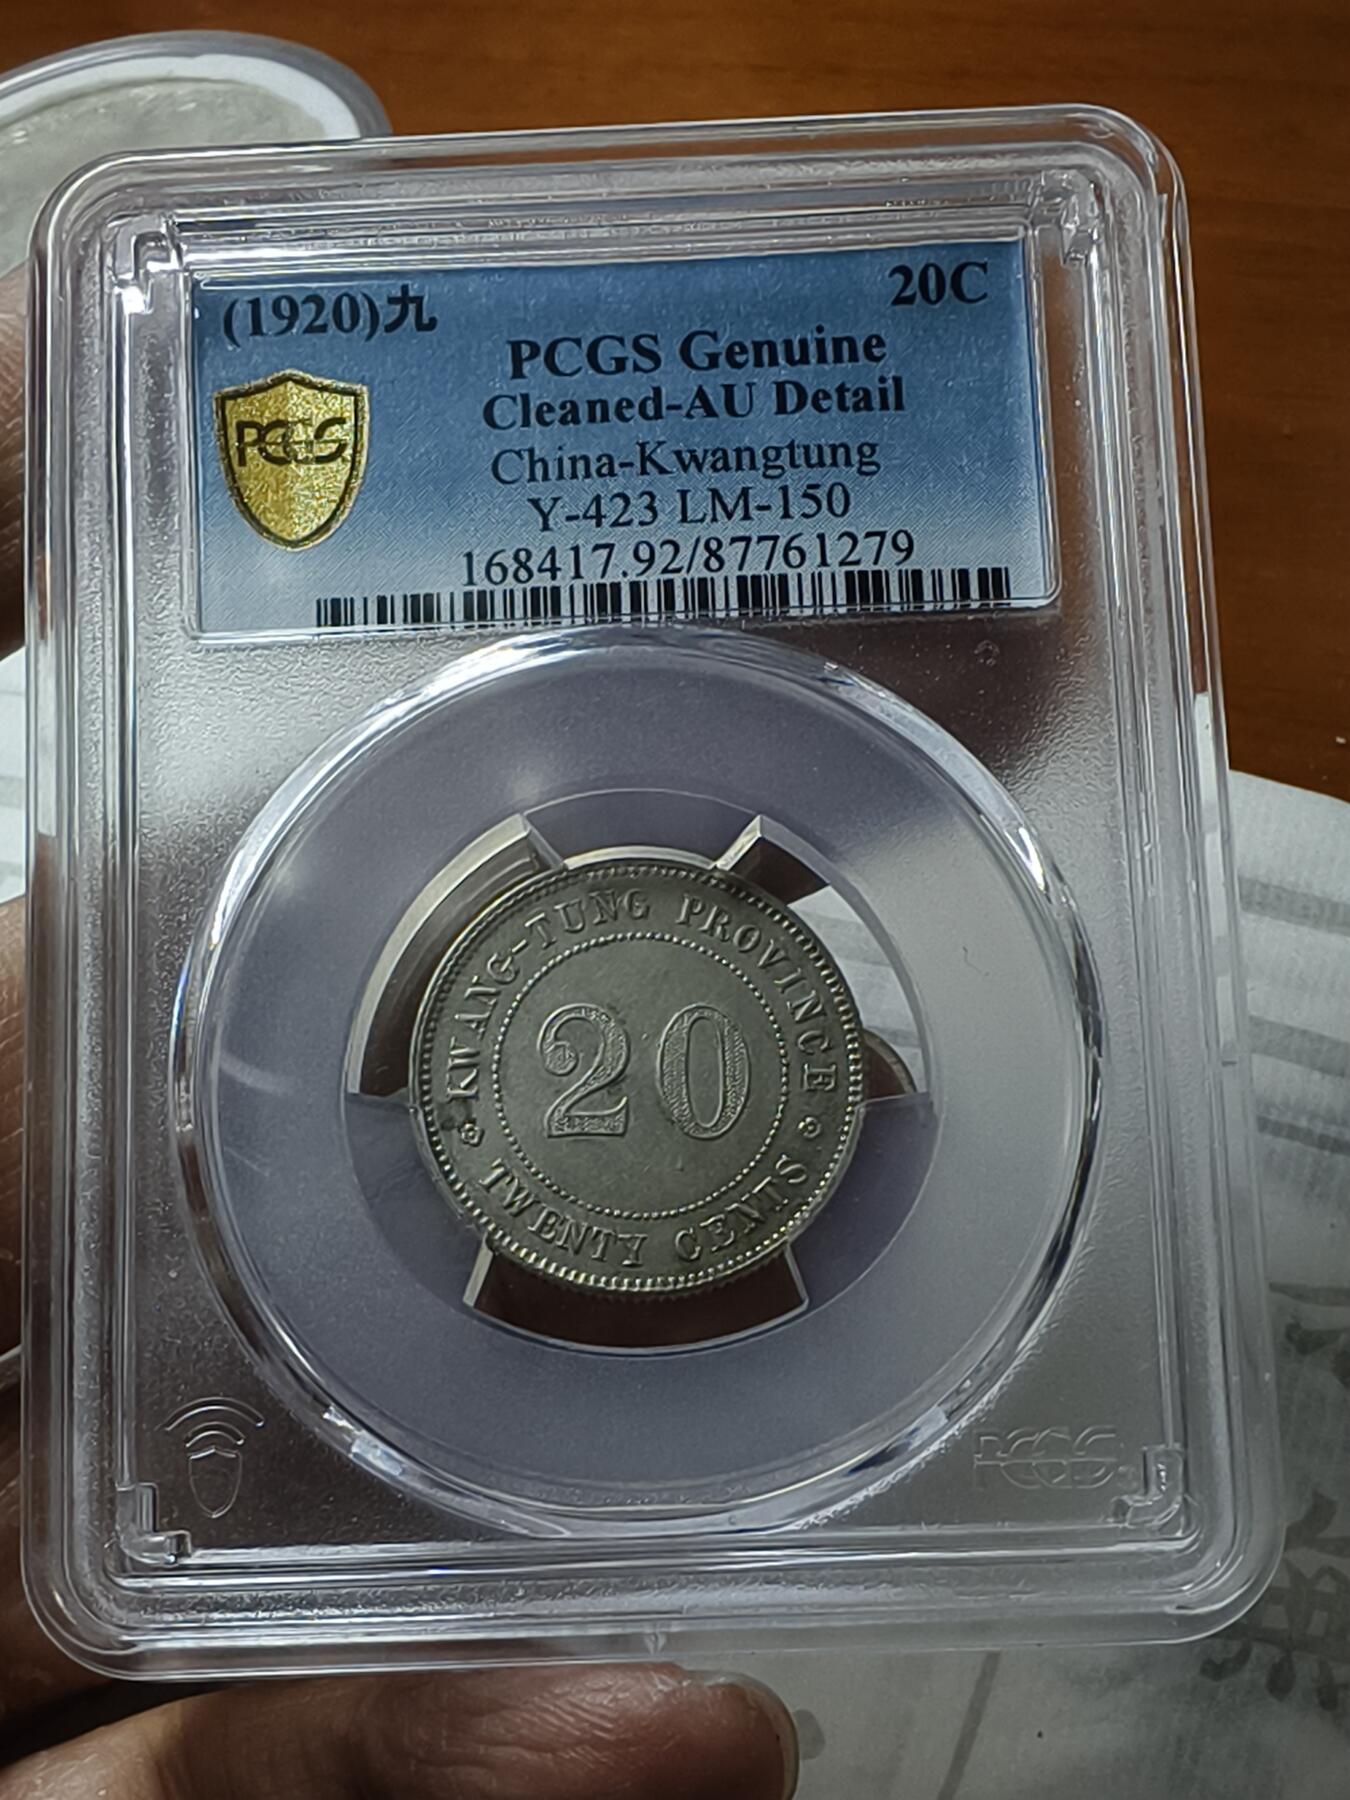 (1920)九 20C
PCGS Genuine
Cleaned-AU Detail
PCGS
China-Kwangtung
Y-423 LM-150
168417.92/87761279
KWANG-TUNG PROVINCE
20
TWENTY CENTS
PCGS